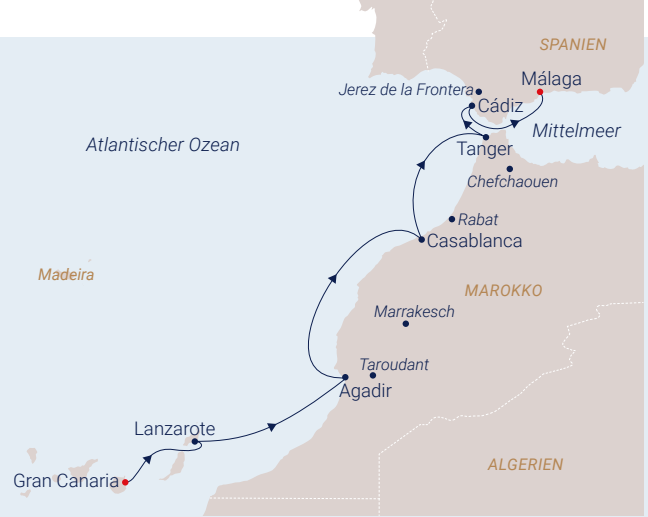 SPANIEN
Málaga
Jerez de la Frontera
Cádiz
Mittelmeer
Atlantischer Ozean
Tanger
Chefchaouen
Rabat
Casablanca
Madeira
MAROKKO
Marrakesch
Taroudant
Agadir
Lanzarote
ALGERIEN
Gran Canaria